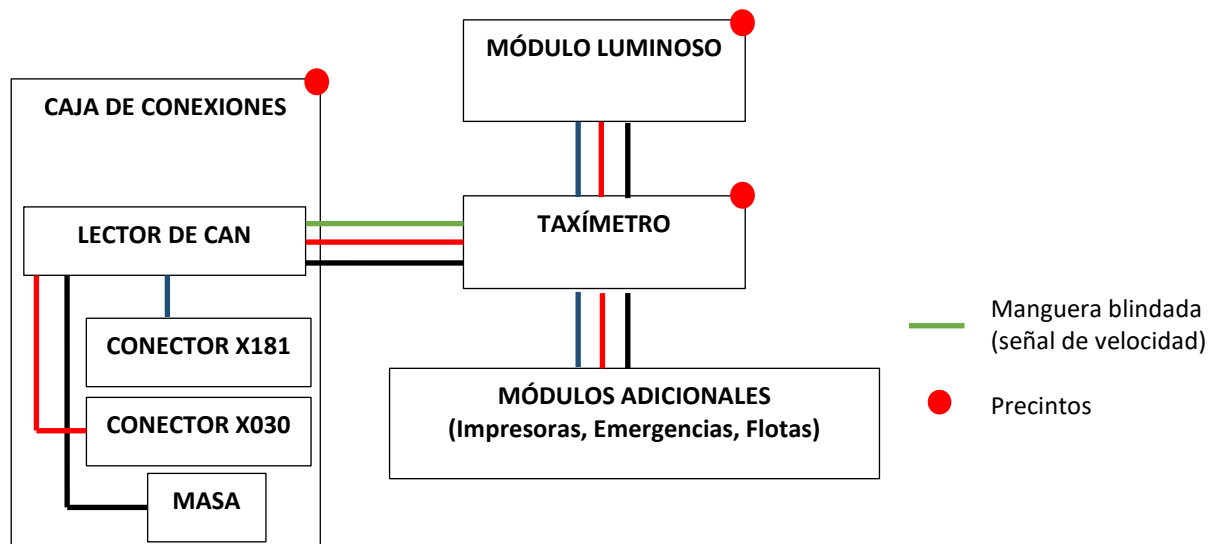 MÓDULO LUMINOSO
CAJA DE CONEXIONES
LECTOR DE CAN
TAXÍMETRO
CONECTOR X181
CONECTOR X030
MASA
MÓDULOS ADICIONALES
(Impresoras, Emergencias, Flotas)
Manguera blindada
(señal de velocidad)
Precintos